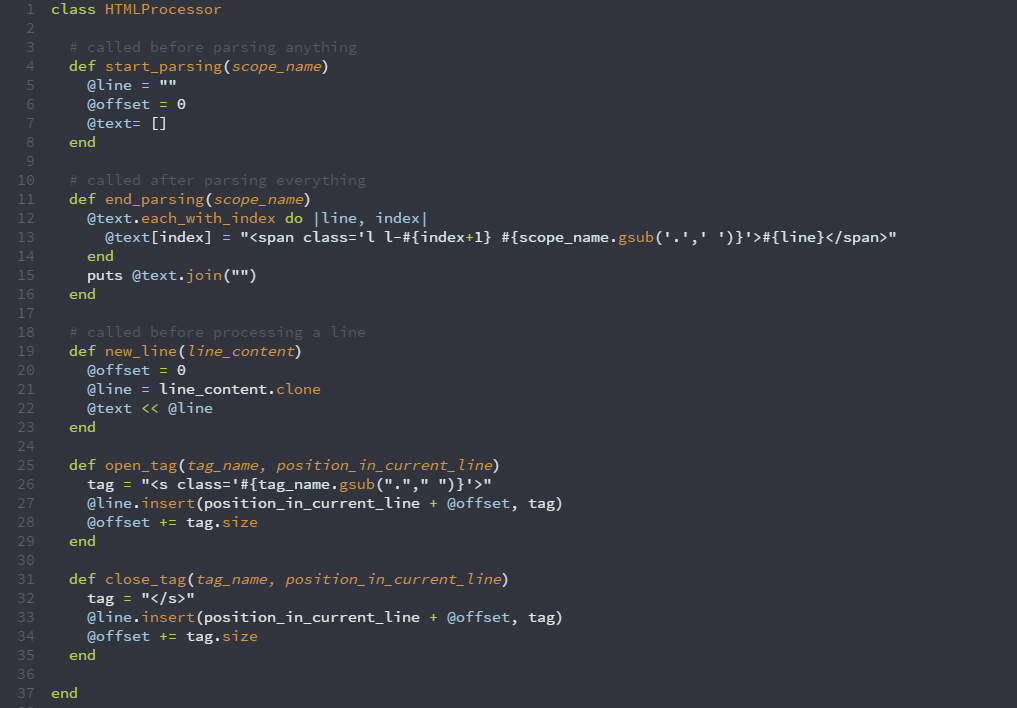 1 class HTMLProcessor
2
3   # called before parsing anything
4   def start_parsing(scope_name)
5     @line = ""
6     @offset = 0
7     @text= []
8   end
9
10   # called after parsing everything
11   def end_parsing(scope_name)
12     @text.each_with_index do |line, index|
13       @text[index] = "<span class='l l-#{index+1} #{scope_name.gsub('.',' ')}'>#{line}</span>"
14     end
15     puts @text.join("")
16   end
17
18   # called before processing a line
19   def new_line(line_content)
20     @offset = 0
21     @line = line_content.clone
22     @text << @line
23   end
24
25   def open_tag(tag_name, position_in_current_line)
26     tag = "<s class='#{tag_name.gsub("."," ")}'>"
27     @line.insert(position_in_current_line + @offset, tag)
28     @offset += tag.size
29   end
30
31   def close_tag(tag_name, position_in_current_line)
32     tag = "</s>"
33     @line.insert(position_in_current_line + @offset, tag)
34     @offset += tag.size
35   end
36
37 end